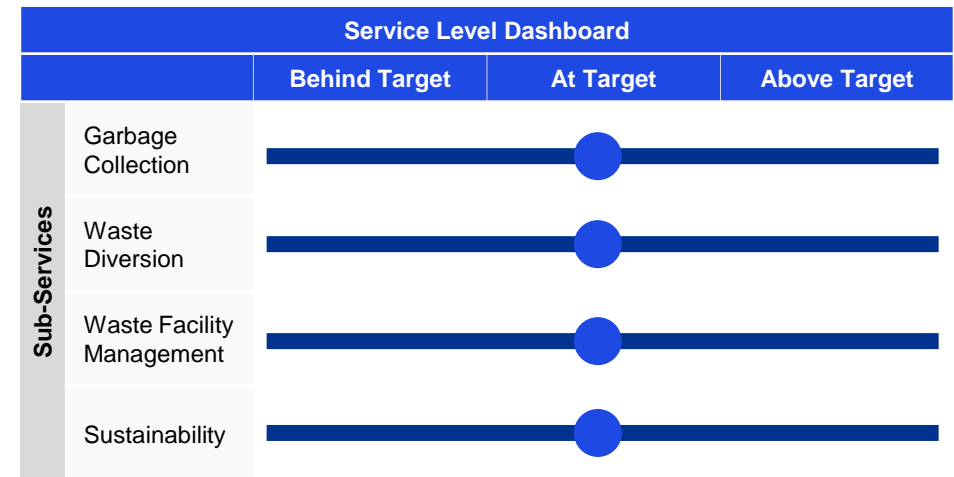 Service Level Dashboard
Behind Target At Target Above Target
Sub-Services
Garbage
Collection
Waste
Diversion
Waste Facility
Management
Sustainability